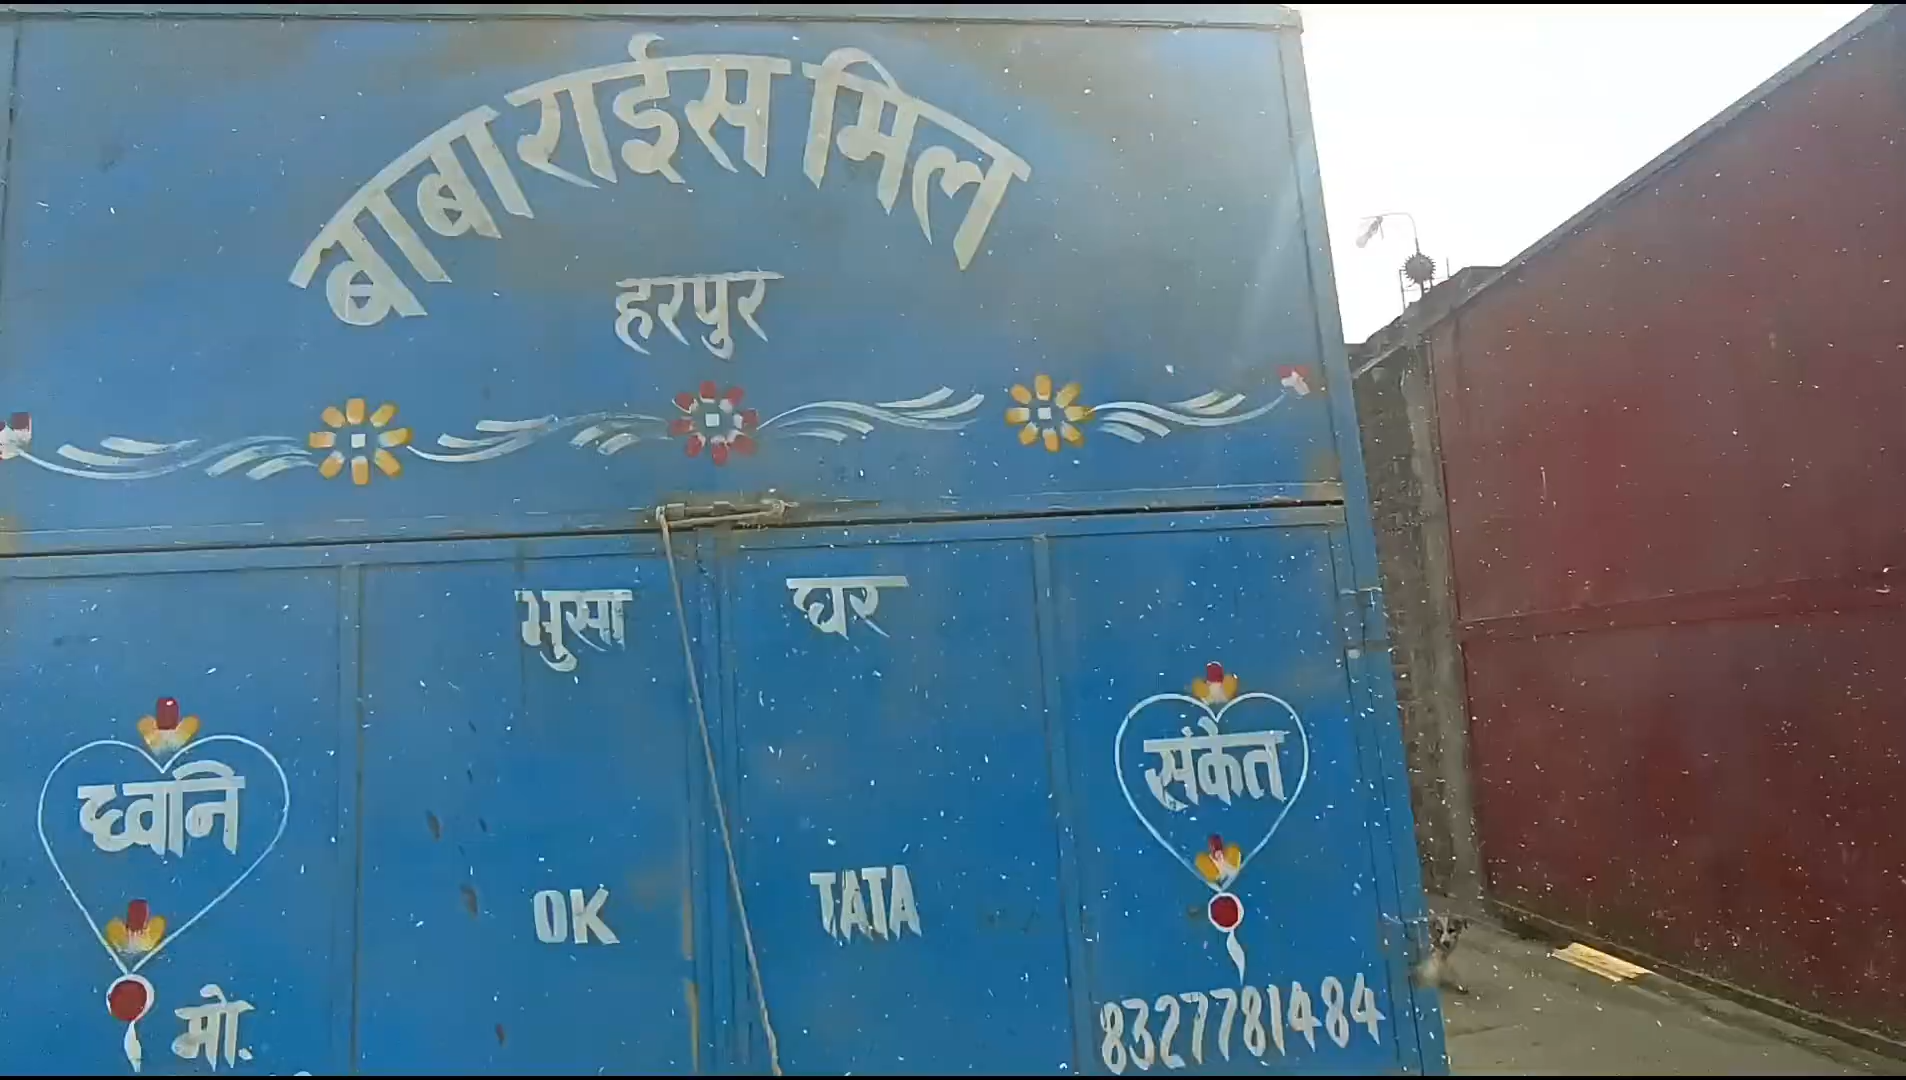 बाबा राईस मिल
हरपुर
भुसा घर
ध्वनि संकेत
OK TATA
मो. 8327781484